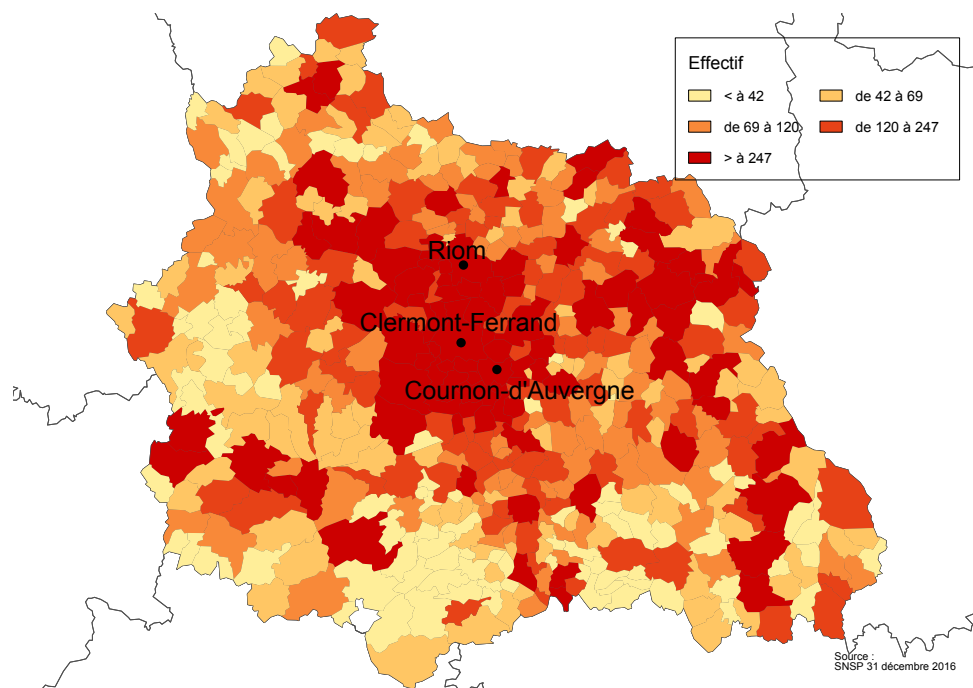 Effectif
< à 42
de 42 à 69
de 69 à 120
de 120 à 247
> à 247
Riom
Clermont-Ferrand
Cournon-d'Auvergne
Source :
SNSP 31 décembre 2016